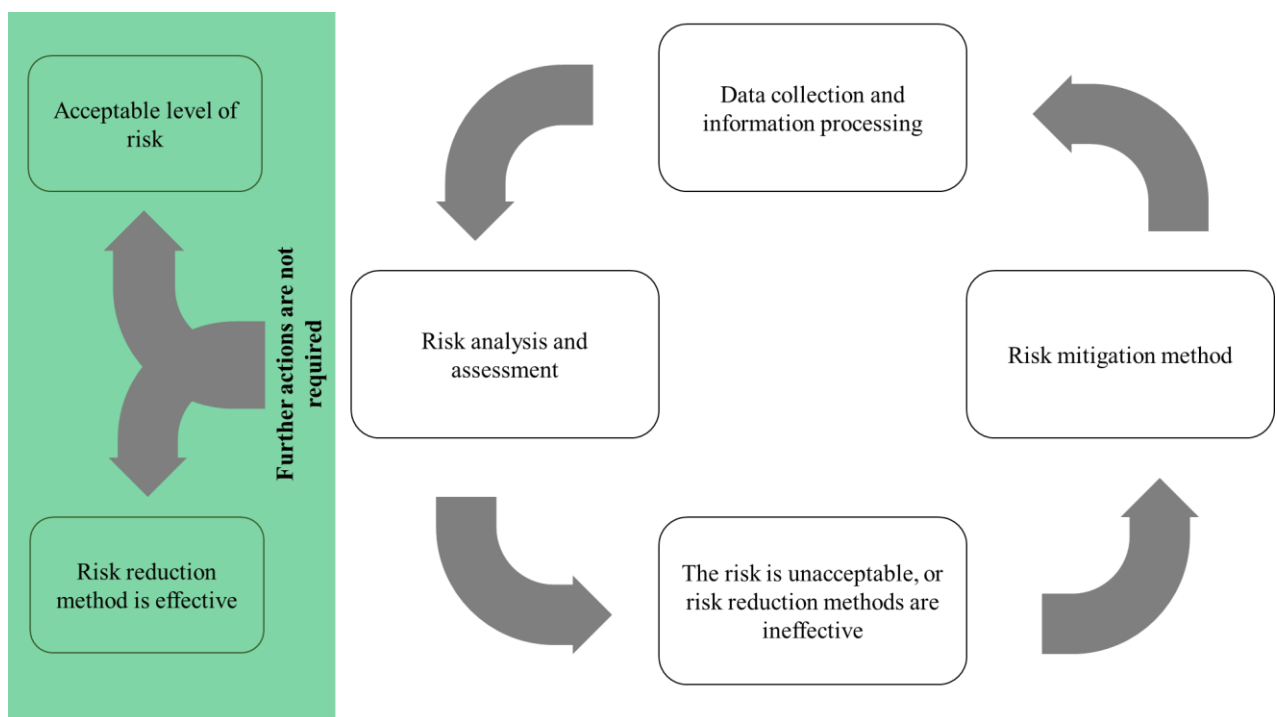 Acceptable level of
risk
Further actions are not
required
Risk reduction
method is effective
Data collection and
information processing
Risk analysis and
assessment
Risk mitigation method
The risk is unacceptable, or
risk reduction methods are
ineffective